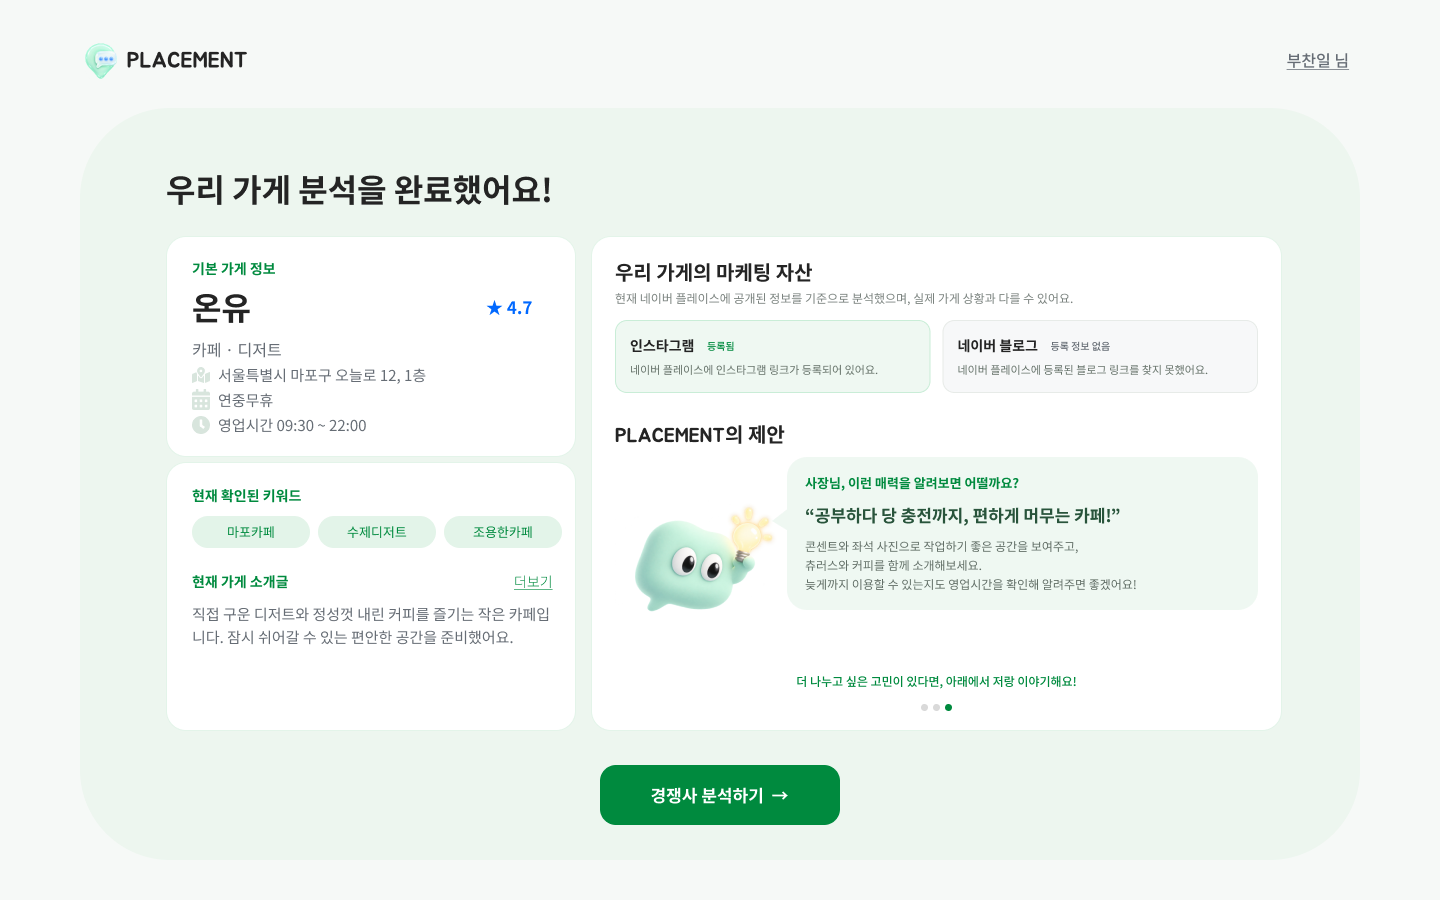 PLACEMENT
부찬일 님
우리 가게 분석을 완료했어요!
기본 가게 정보
온유
★ 4.7
카페 · 디저트
서울특별시 마포구 오늘로 12, 1층
연중무휴
영업시간 09:30 ~ 22:00
현재 확인된 키워드
마포카페
수제디저트
조용한카페
현재 가게 소개글
더보기
직접 구운 디저트와 정성껏 내린 커피를 즐기는 작은 카페입
니다. 잠시 쉬어갈 수 있는 편안한 공간을 준비했어요.
우리 가게의 마케팅 자산
현재 네이버 플레이스에 공개된 정보를 기준으로 분석했으며, 실제 가게 상황과 다를 수 있어요.
인스타그램 등록됨
네이버 플레이스에 인스타그램 링크가 등록되어 있어요.
네이버 블로그 등록 정보 없음
네이버 플레이스에 등록된 블로그 링크를 찾지 못했어요.
PLACEMENT의 제안
사장님, 이런 매력을 알려보면 어떨까요?
“공부하다 당 충전까지, 편하게 머무는 카페!”
콘센트와 좌석 사진으로 작업하기 좋은 공간을 보여주고,
츄러스와 커피를 함께 소개해보세요.
늦게까지 이용할 수 있는지도 영업시간을 확인해 알려주면 좋겠어요!
더 나누고 싶은 고민이 있다면, 아래에서 저랑 이야기해요!
경쟁사 분석하기 →